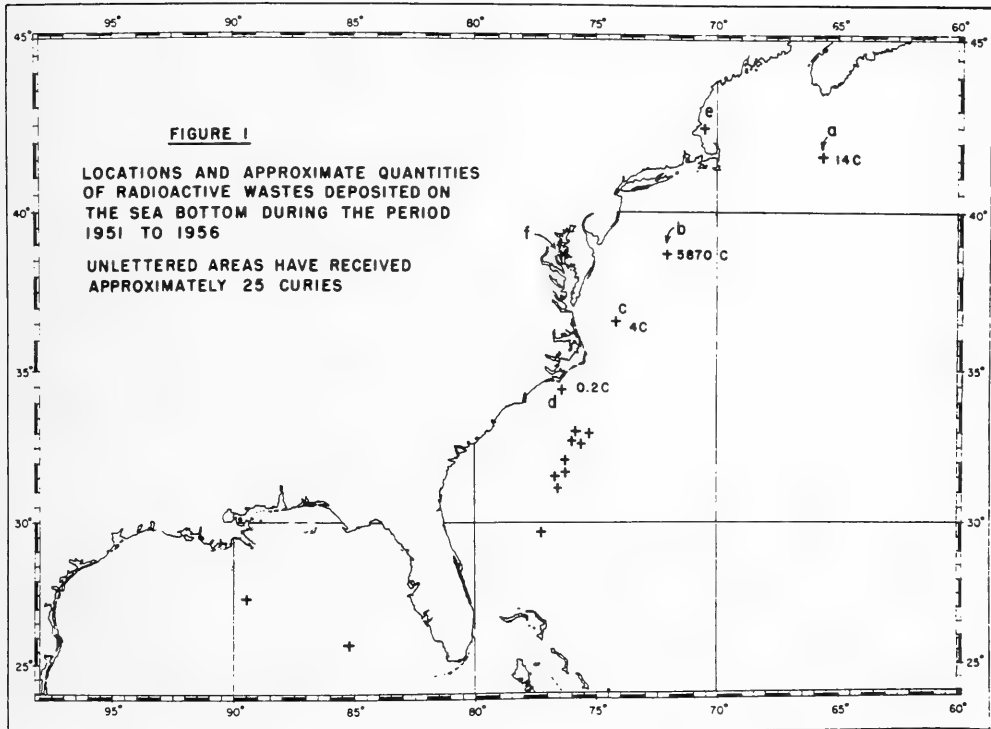 95° 90° 85° 80° 75° 70° 65° 60°
45° 45°
FIGURE 1
LOCATIONS AND APPROXIMATE QUANTITIES
OF RADIOACTIVE WASTES DEPOSITED ON
THE SEA BOTTOM DURING THE PERIOD
1951 TO 1956
UNLETTERED AREAS HAVE RECEIVED
APPROXIMATELY 25 CURIES
e
a
14C
40° 40°
f
b
5870 C
c
4C
35° 35°
0.2C
d
30° 30°
25° 25°
95° 90° 85° 80° 75° 70° 65° 60°